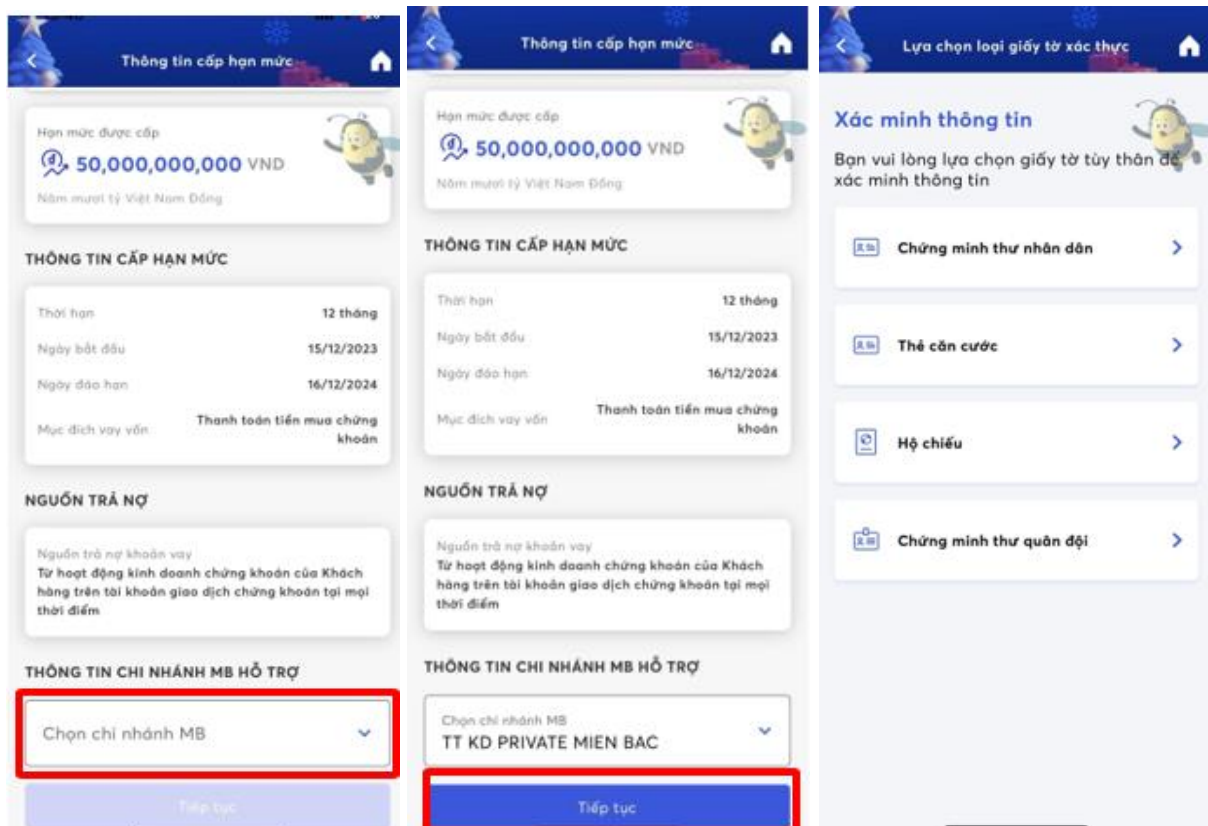 Thông tin cấp hạn mức
Hạn mức được cấp
50,000,000,000 VND
Năm mươi tỷ Việt Nam Đồng
THÔNG TIN CẤP HẠN MỨC
Thời hạn 12 tháng
Ngày bắt đầu 15/12/2023
Ngày đáo hạn 16/12/2024
Mục đích vay vốn Thanh toán tiền mua chứng
khoán
NGUỒN TRẢ NỢ
Nguồn trả nợ khoản vay
Từ hoạt động kinh doanh chứng khoán của Khách
hàng trên tài khoản giao dịch chứng khoán tại mọi
thời điểm
THÔNG TIN CHI NHÁNH MB HỖ TRỢ
Chọn chi nhánh MB
Tiếp tục
Thông tin cấp hạn mức
Hạn mức được cấp
50,000,000,000 VND
Năm mươi tỷ Việt Nam Đồng
THÔNG TIN CẤP HẠN MỨC
Thời hạn 12 tháng
Ngày bắt đầu 15/12/2023
Ngày đáo hạn 16/12/2024
Mục đích vay vốn Thanh toán tiền mua chứng
khoán
NGUỒN TRẢ NỢ
Nguồn trả nợ khoản vay
Từ hoạt động kinh doanh chứng khoán của Khách
hàng trên tài khoản giao dịch chứng khoán tại mọi
thời điểm
THÔNG TIN CHI NHÁNH MB HỖ TRỢ
Chọn chi nhánh MB
TT KD PRIVATE MIEN BAC
Tiếp tục
Lựa chọn loại giấy tờ xác thực
Xác minh thông tin
Bạn vui lòng lựa chọn giấy tờ tùy thân để
xác minh thông tin
Chứng minh thư nhân dân
Thẻ căn cước
Hộ chiếu
Chứng minh thư quân đội